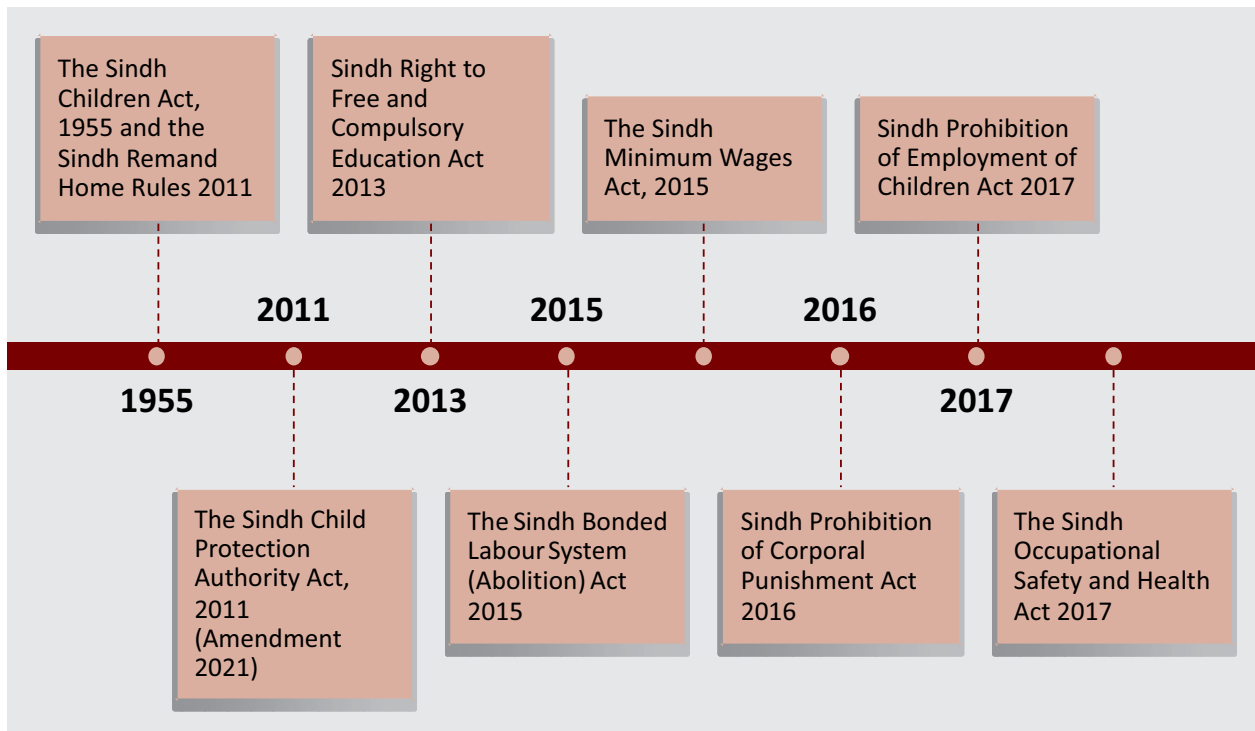 The Sindh
Children Act,
1955 and the
Sindh Remand
Home Rules 2011
Sindh Right to
Free and
Compulsory
Education Act
2013
The Sindh
Minimum Wages
Act, 2015
Sindh Prohibition
of Employment of
Children Act 2017
2011
2015
2016
1955
2013
2017
The Sindh Child
Protection
Authority Act,
2011
(Amendment
2021)
The Sindh Bonded
Labour System
(Abolition) Act
2015
Sindh Prohibition
of Corporal
Punishment Act
2016
The Sindh
Occupational
Safety and Health
Act 2017